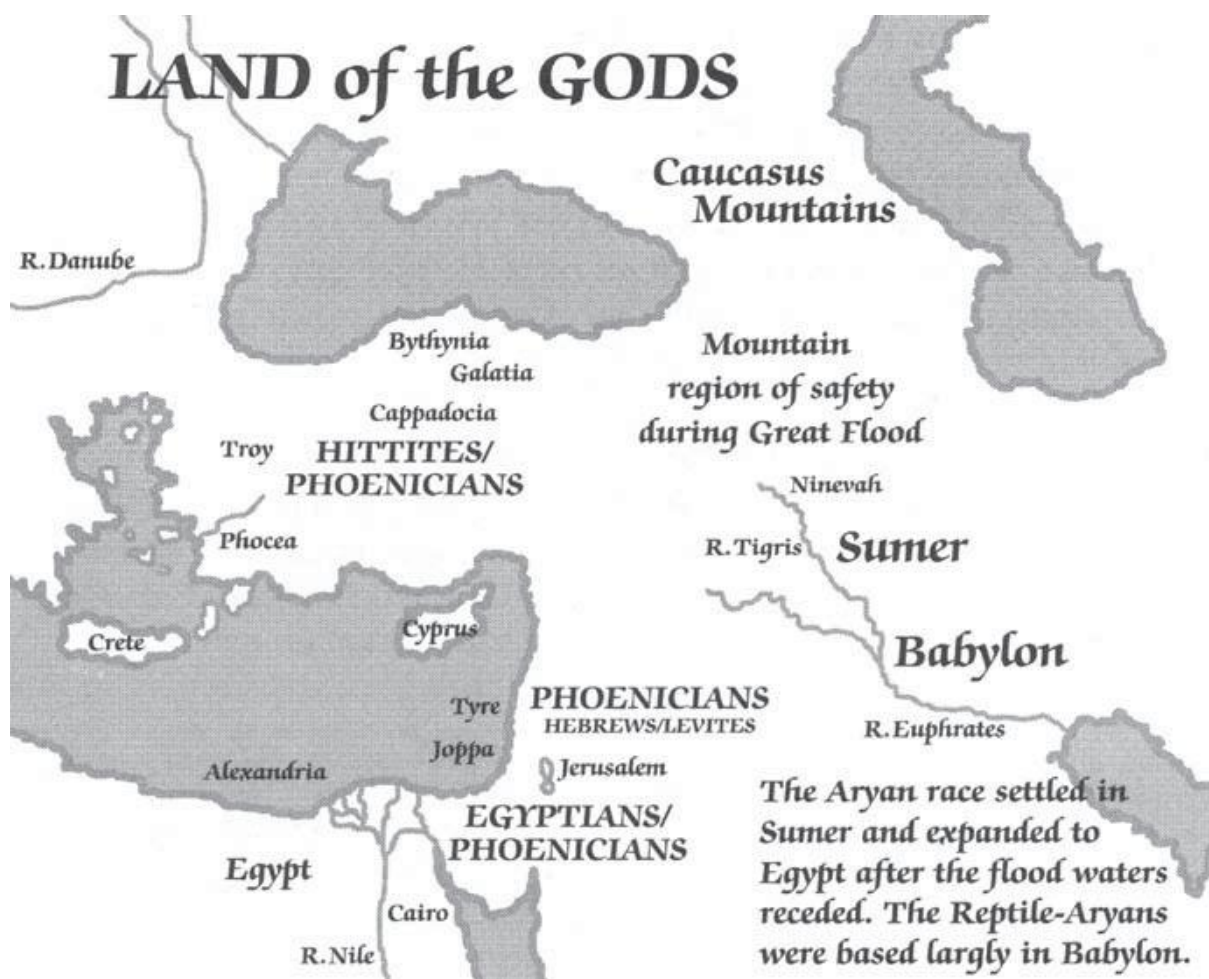 LAND of the GODS
Caucasus
Mountains
R. Danube
Bythynia
Galatia
Cappadocia
Mountain
region of safety
during Great Flood
Troy
HITTITES/
PHOENICIANS
Phocea
Ninevah
R. Tigris
Sumer
Crete
Cyprus
Babylon
Tyre
PHOENICIANS
HEBREWS/LEVITES
R. Euphrates
Joppa
Jerusalem
Alexandria
EGYPTIANS/
PHOENICIANS
Egypt
Cairo
R. Nile
The Aryan race settled in
Sumer and expanded to
Egypt after the flood waters
receded. The Reptile-Aryans
were based largly in Babylon.